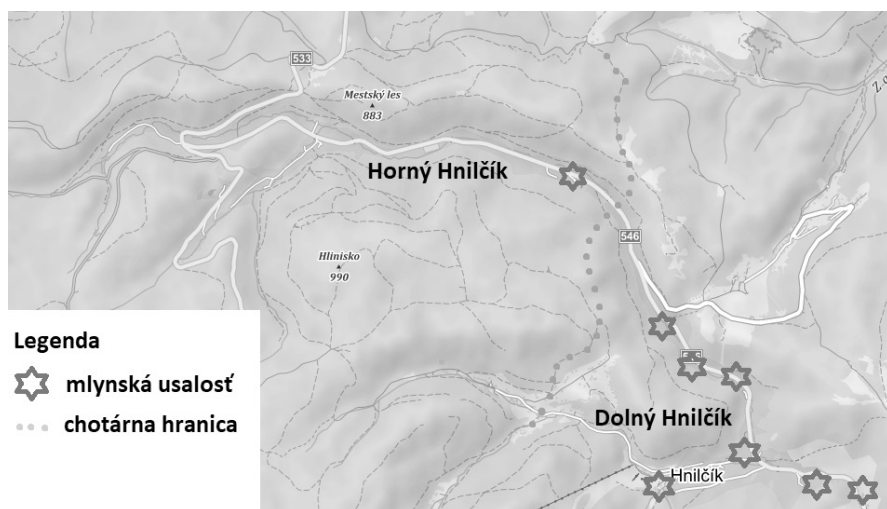 533
Mestský les
883
Horný Hnilčík
546
Hlinisko
990
Legenda
mlynská usalosť
chotárna hranica
Dolný Hnilčík
Hnilčík